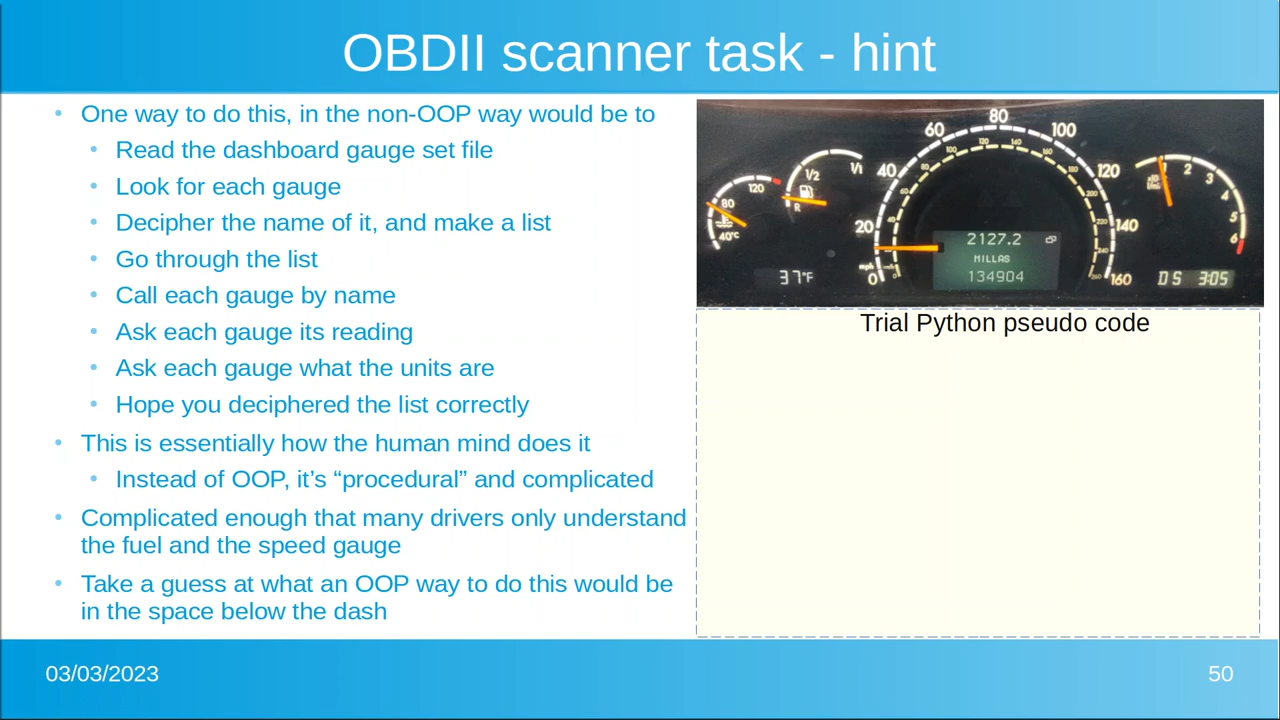 OBDII scanner task - hint
• One way to do this, in the non-OOP way would be to
• Read the dashboard gauge set file
• Look for each gauge
• Decipher the name of it, and make a list
• Go through the list
• Call each gauge by name
• Ask each gauge its reading
• Ask each gauge what the units are
• Hope you deciphered the list correctly
• This is essentially how the human mind does it
• Instead of OOP, it’s “procedural” and complicated
• Complicated enough that many drivers only understand
the fuel and the speed gauge
• Take a guess at what an OOP way to do this would be
in the space below the dash
120
80
40°C
1/2
1/1
R
37°F
0
20
40
60
80
100
120
140
160
mph
2127.2
MILLAS
134904
1
2
3
4
5
6
D S 3:05
Trial Python pseudo code
03/03/2023
50